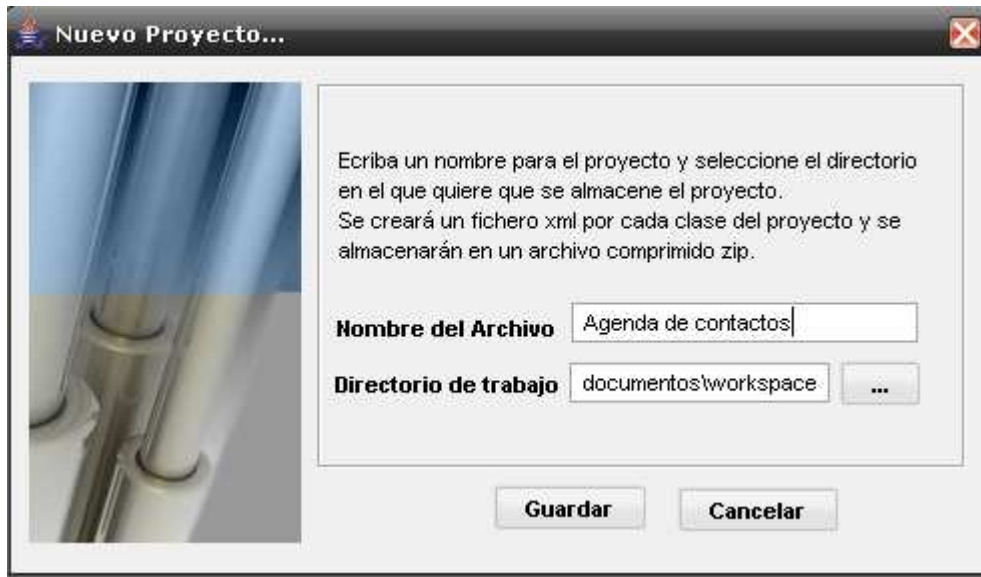 Nuevo Proyecto...
Escriba un nombre para el proyecto y seleccione el directorio
en el que quiere que se almacene el proyecto.
Se creará un fichero xml por cada clase del proyecto y se
almacenarán en un archivo comprimido zip.
Nombre del Archivo Agenda de contactos
Directorio de trabajo documentos\workspace ...
Guardar Cancelar